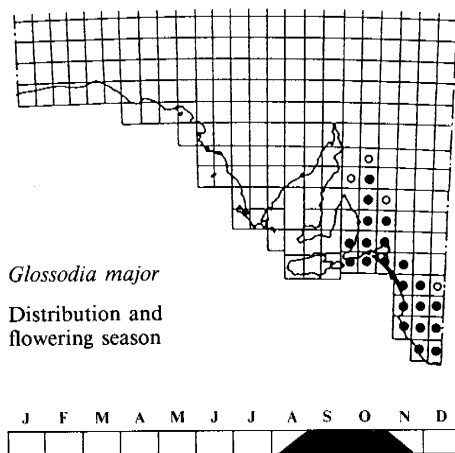 Glossodia major
Distribution and
flowering season
J F M A M J J A S O N D